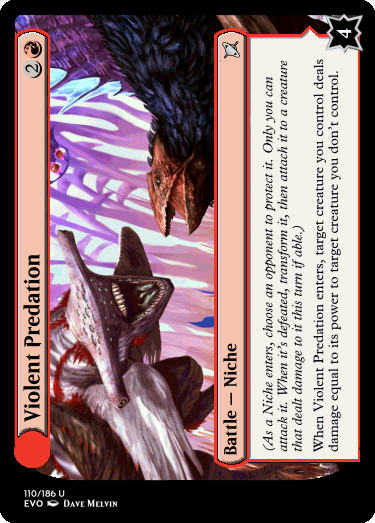 Violent Predation
2
Battle – Niche
(As a Niche enters, choose an opponent to protect it. Only you can
attack it. When it's defeated, transform it, then attach it to a creature
that dealt damage to it this turn if able.)
When Violent Predation enters, target creature you control deals
damage equal to its power to target creature you don't control.
4
110/186 U
EVO DAVE MELVIN